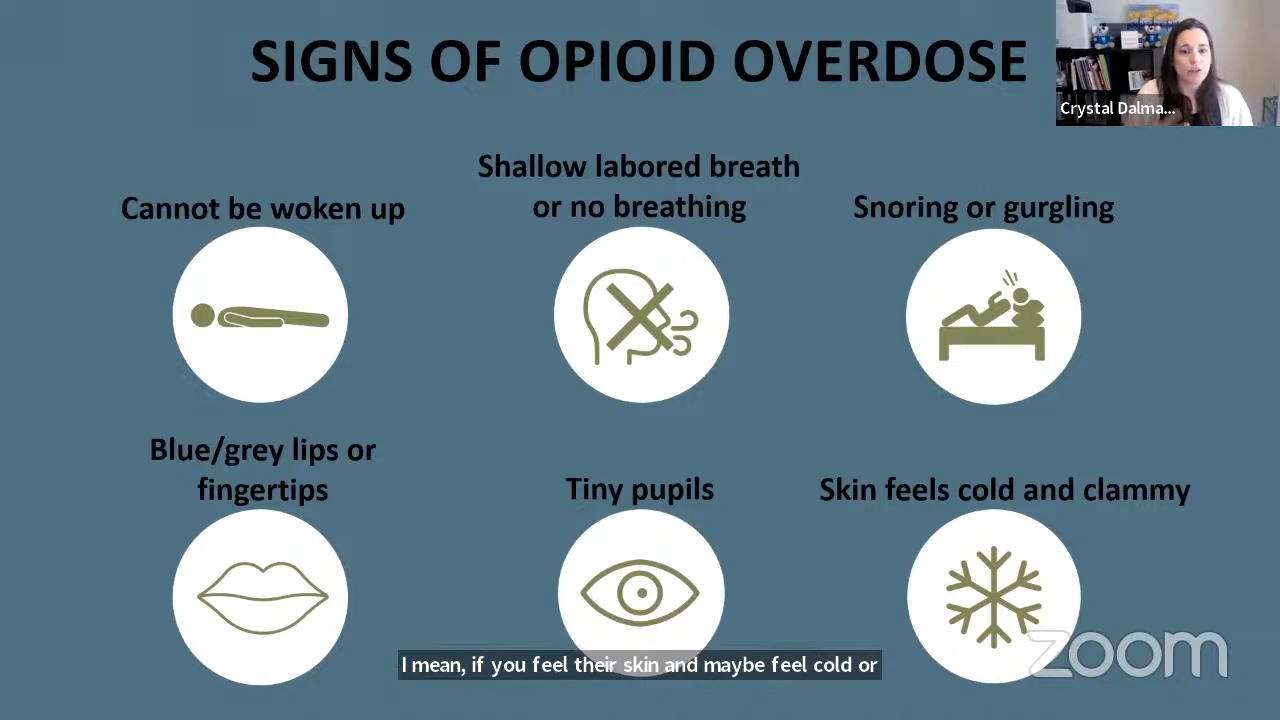 SIGNS OF OPIOID OVERDOSE
Crystal Dalma...
Cannot be woken up
Shallow labored breath
or no breathing
Snoring or gurgling
Blue/grey lips or
fingertips
Tiny pupils
Skin feels cold and clammy
I mean, if you feel their skin and maybe feel cold or
zoom